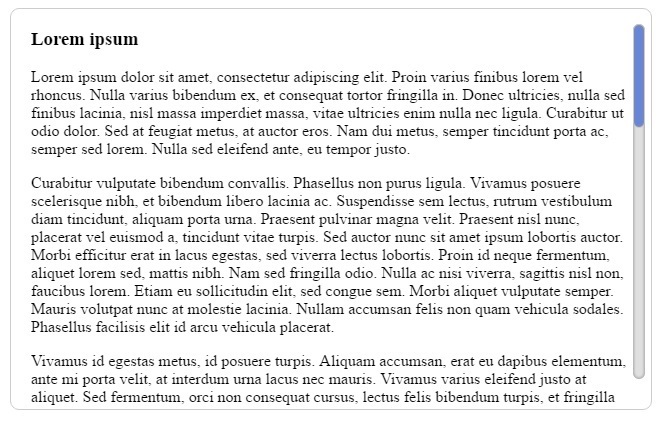 Lorem ipsum
Lorem ipsum dolor sit amet, consectetur adipiscing elit. Proin varius finibus lorem vel
rhoncus. Nulla varius bibendum ex, et consequat tortor fringilla in. Donec ultricies, nulla sed
finibus lacinia, nisl massa imperdiet massa, vitae ultricies enim nulla nec ligula. Curabitur ut
odio dolor. Sed at feugiat metus, at auctor eros. Nam dui metus, semper tincidunt porta ac,
semper sed lorem. Nulla sed eleifend ante, eu tempor justo.
Curabitur vulputate bibendum convallis. Phasellus non purus ligula. Vivamus posuere
scelerisque nibh, et bibendum libero lacinia ac. Suspendisse sem lectus, rutrum vestibulum
diam tincidunt, aliquam porta urna. Praesent pulvinar magna velit. Praesent nisl nunc,
placerat vel euismod a, tincidunt vitae turpis. Sed auctor nunc sit amet ipsum lobortis auctor.
Morbi efficitur erat in lacus egestas, sed viverra lectus lobortis. Proin id neque fermentum,
aliquet lorem sed, mattis nibh. Nam sed fringilla odio. Nulla ac nisi viverra, sagittis nisl non,
faucibus lorem. Etiam eu sollicitudin elit, sed congue sem. Morbi aliquet vulputate semper.
Mauris volutpat nunc at molestie lacinia. Nullam accumsan felis non quam vehicula sodales.
Phasellus facilisis elit id arcu vehicula placerat.
Vivamus id egestas metus, id posuere turpis. Aliquam accumsan, erat eu dapibus elementum,
ante mi porta velit, at interdum urna lacus nec mauris. Vivamus varius eleifend justo at
aliquet. Sed fermentum, orci non consequat cursus, lectus felis bibendum turpis, et fringilla